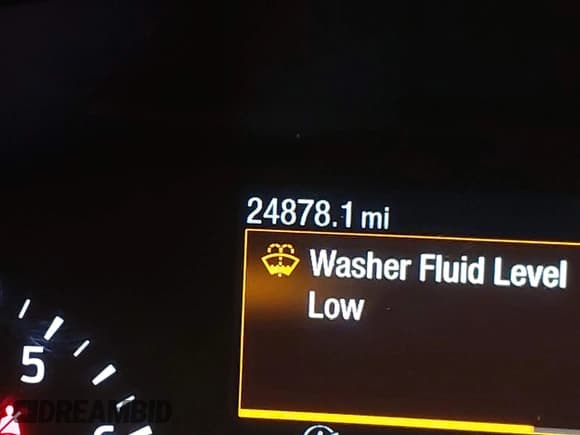 24878.1 mi
Washer Fluid Level
Low
5
DREAMBID